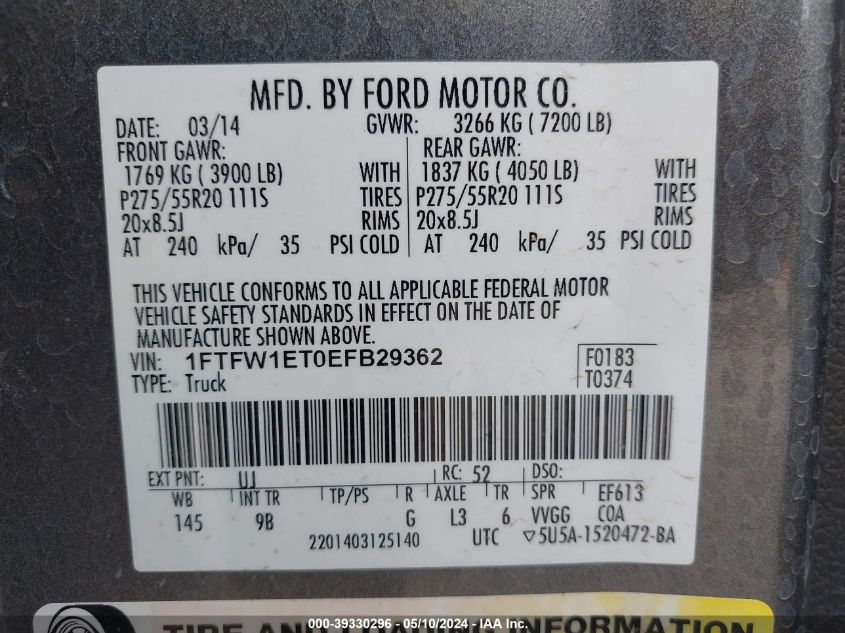 MFD. BY FORD MOTOR CO.
DATE: 03/14 GVWR: 3266 KG ( 7200 LB)
FRONT GAWR: REAR GAWR:
1769 KG ( 3900 LB) WITH 1837 KG ( 4050 LB) WITH
P275/55R20 111S TIRES P275/55R20 111S TIRES
20x8.5J RIMS 20x8.5J RIMS
AT 240 kPa/ 35 PSI COLD AT 240 kPa/ 35 PSI COLD
THIS VEHICLE CONFORMS TO ALL APPLICABLE FEDERAL MOTOR
VEHICLE SAFETY STANDARDS IN EFFECT ON THE DATE OF
MANUFACTURE SHOWN ABOVE.
VIN: 1FTFW1ET0EFB29362 F0183
TYPE: Truck T0374
EXT PNT: UJ RC: 52 DSO:
WB INT TR TP/PS R AXLE TR SPR EF613
145 9B G L3 6 VVGG COA
2201403125140 UTC ▽5U5A-1520472-BA
TIRE AND LOADING INFORMATION
000-39330296 - 05/10/2024 - IAA Inc.